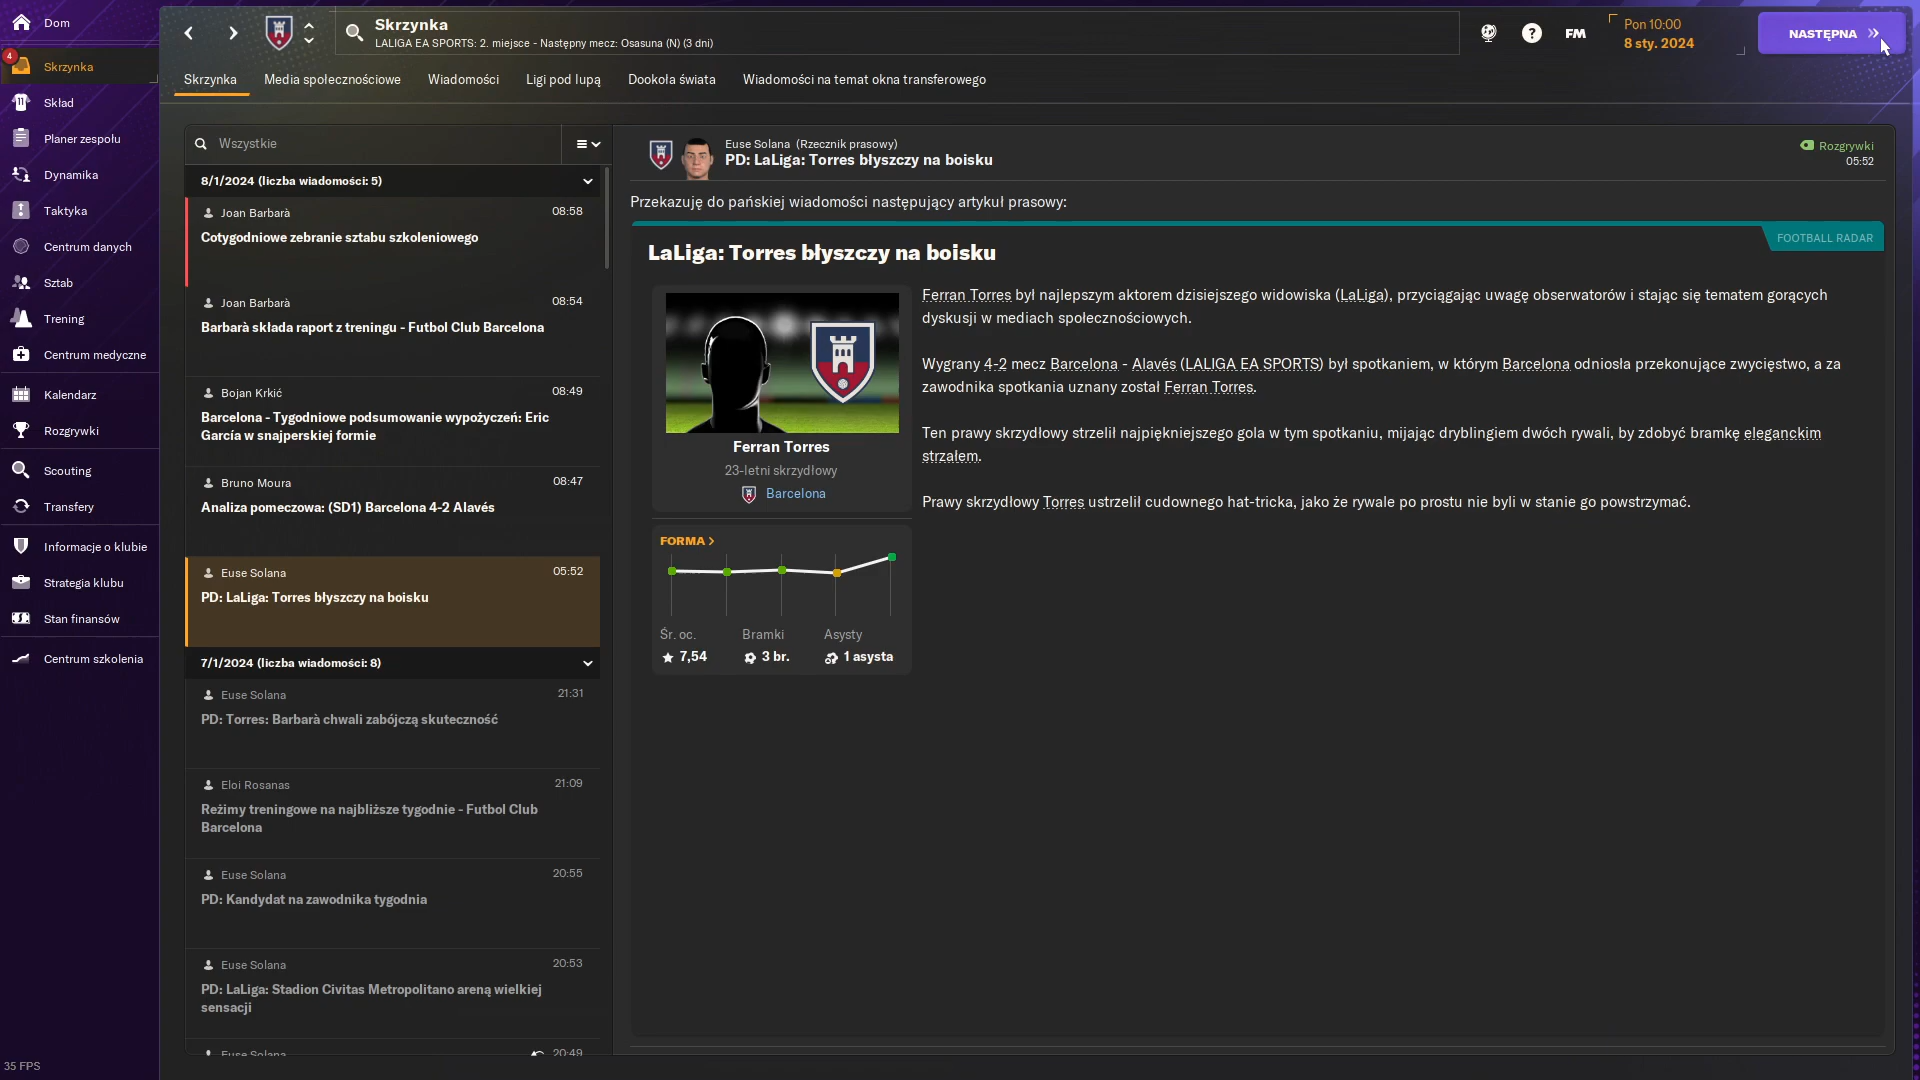 Dom
4
Skrzynka
Skład
Planer zespołu
Dynamika
Taktyka
Centrum danych
Sztab
Trening
Centrum medyczne
Kalendarz
Rozgrywki
Scouting
Transfery
Informacje o klubie
Strategia klubu
Stan finansów
Centrum szkolenia
35 FPS
Skrzynka
LALIGA EA SPORTS: 2. miejsce - Następny mecz: Osasuna (N) (3 dni)
FM
Pon 10:00
8 sty. 2024
NASTĘPNA
Skrzynka
Media społecznościowe
Wiadomości
Ligi pod lupą
Dookoła świata
Wiadomości na temat okna transferowego
Wszystkie
8/1/2024 (liczba wiadomości: 5)
Joan Barbarà
08:58
Cotygodniowe zebranie sztabu szkoleniowego
Joan Barbarà
08:54
Barbarà składa raport z treningu - Futbol Club Barcelona
Bojan Krkić
08:49
Barcelona - Tygodniowe podsumowanie wypożyczeń: Eric
García w snajperskiej formie
Bruno Moura
08:47
Analiza pomeczowa: (SD1) Barcelona 4-2 Alavés
Euse Solana
05:52
PD: LaLiga: Torres błyszczy na boisku
7/1/2024 (liczba wiadomości: 8)
Euse Solana
21:31
PD: Torres: Barbarà chwali zabójczą skuteczność
Eloi Rosanas
21:09
Reżimy treningowe na najbliższe tygodnie - Futbol Club
Barcelona
Euse Solana
20:55
PD: Kandydat na zawodnika tygodnia
Euse Solana
20:53
PD: LaLiga: Stadion Civitas Metropolitano areną wielkiej
sensacji
Euse Solana
20:49
Euse Solana (Rzecznik prasowy)
PD: LaLiga: Torres błyszczy na boisku
Rozgrywki
05:52
Przekazuję do pańskiej wiadomości następujący artykuł prasowy:
FOOTBALL RADAR
LaLiga: Torres błyszczy na boisku
Ferran Torres
23-letni skrzydłowy
Barcelona
FORMA >
Śr. oc.
Bramki
Asysty
7,54
3 br.
1 asysta
Ferran Torres był najlepszym aktorem dzisiejszego widowiska (LaLiga), przyciągając uwagę obserwatorów i stając się tematem gorących
dyskusji w mediach społecznościowych.
Wygrany 4-2 mecz Barcelona - Alavés (LALIGA EA SPORTS) był spotkaniem, w którym Barcelona odniosła przekonujące zwycięstwo, a za
zawodnika spotkania uznany został Ferran Torres.
Ten prawy skrzydłowy strzelił najpiękniejszego gola w tym spotkaniu, mijając dryblingiem dwóch rywali, by zdobyć bramkę eleganckim
strzałem.
Prawy skrzydłowy Torres ustrzelił cudownego hat-tricka, jako że rywale po prostu nie byli w stanie go powstrzymać.